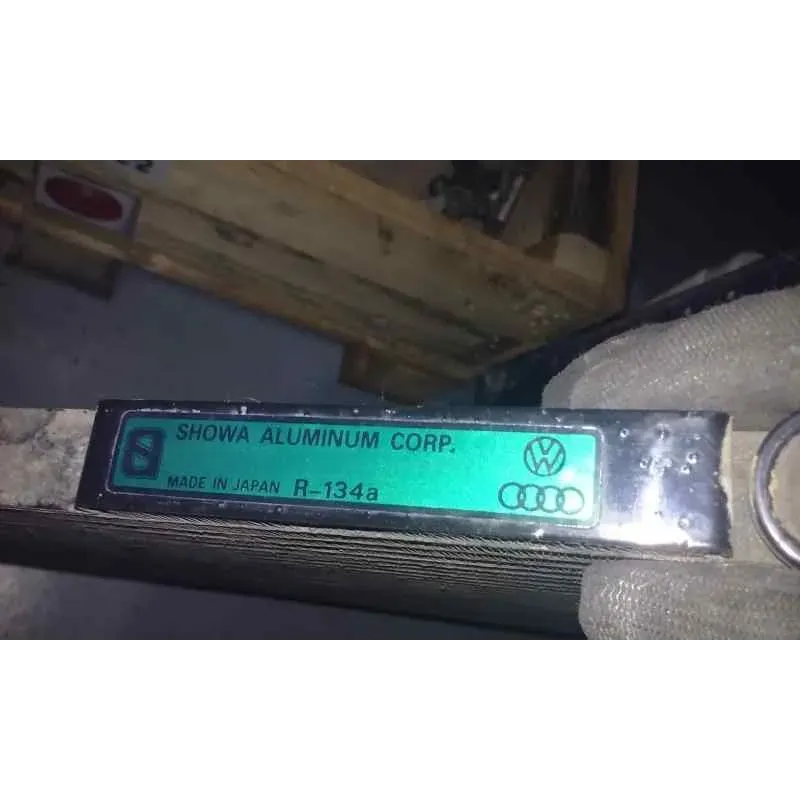 SHOWA ALUMINUM CORP.
MADE IN JAPAN R-134a